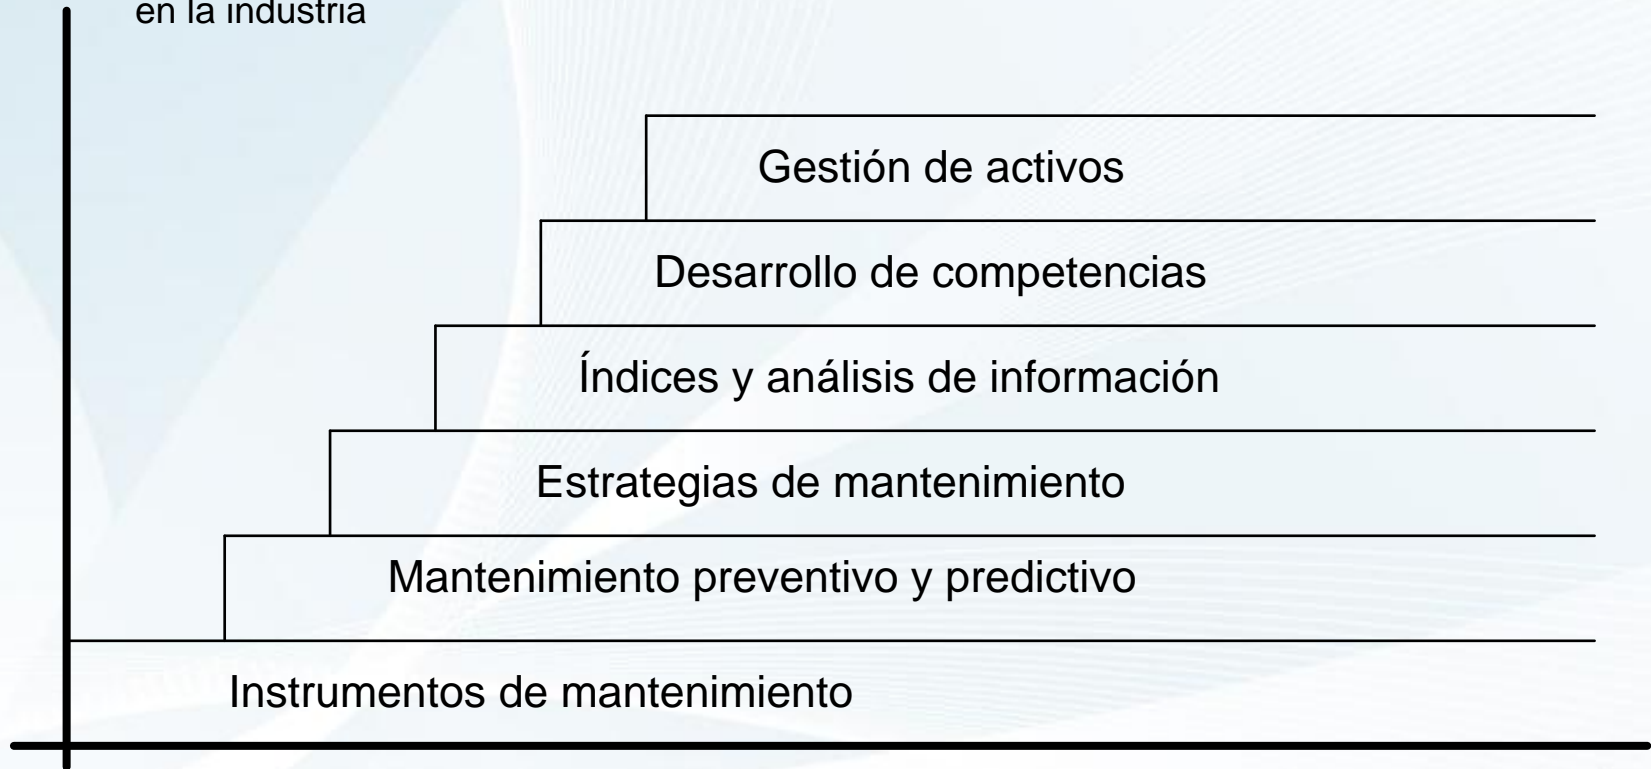 en la industria
Gestión de activos
Desarrollo de competencias
Índices y análisis de información
Estrategias de mantenimiento
Mantenimiento preventivo y predictivo
Instrumentos de mantenimiento